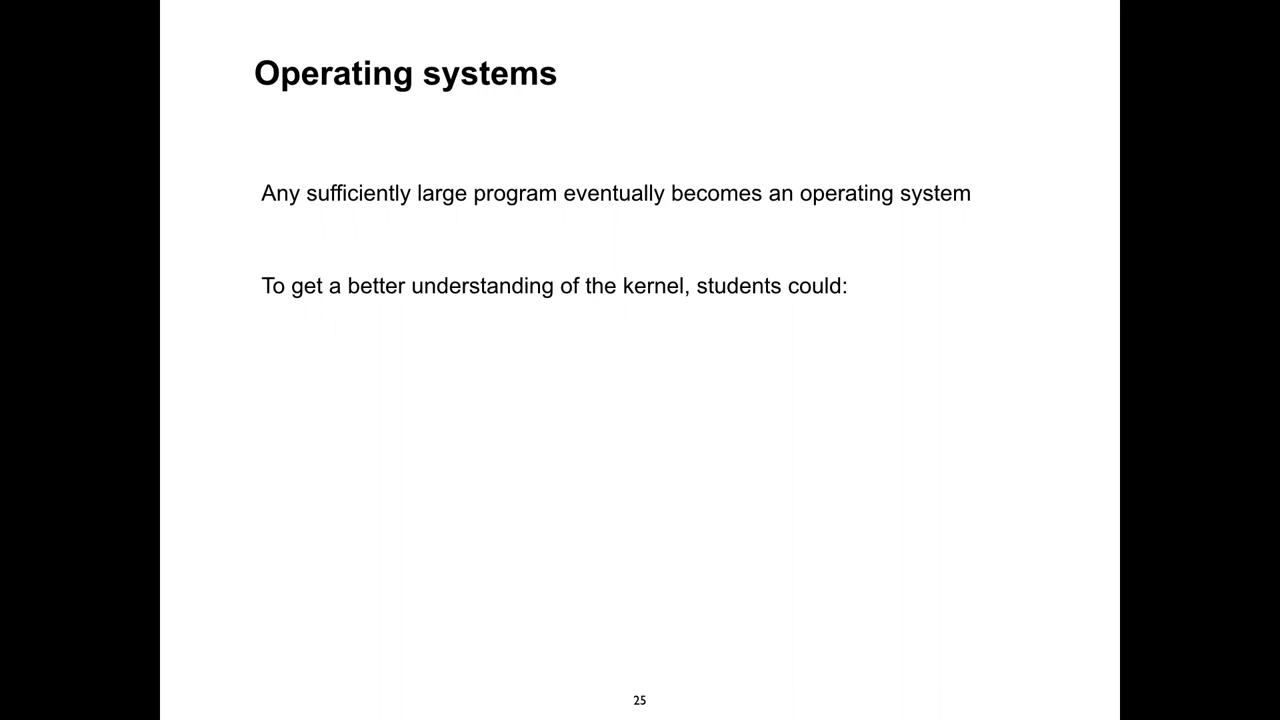 Operating systems
Any sufficiently large program eventually becomes an operating system
To get a better understanding of the kernel, students could:
25